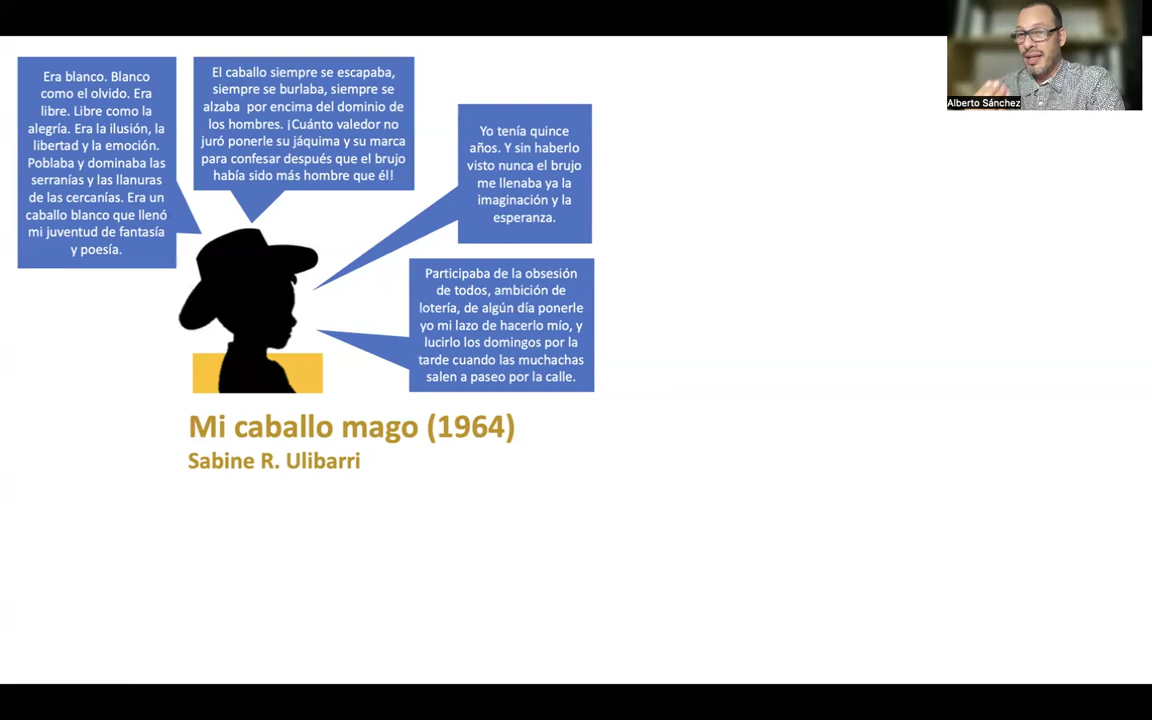 Era blanco. Blanco
como el olvido. Era
libre. Libre como la
alegría. Era la ilusión, la
libertad y la emoción.
Poblaba y dominaba las
serranías y las llanuras
de las cercanías. Era un
caballo blanco que llenó
mi juventud de fantasía
y poesía.
El caballo siempre se escapaba,
siempre se burlaba, siempre se
alzaba por encima del dominio de
los hombres. ¡Cuánto valedor no
juró ponerle su jáquima y su marca
para confesar después que el brujo
había sido más hombre que él!
Yo tenía quince
años. Y sin haberlo
visto nunca el brujo
me llenaba ya la
imaginación y la
esperanza.
Participaba de la obsesión
de todos, ambición de
lotería, de algún día ponerle
yo mi lazo de hacerlo mío, y
lucirlo los domingos por la
tarde cuando las muchachas
salen a paseo por la calle.
Mi caballo mago (1964)
Sabine R. Ulibarri
Alberto Sánchez